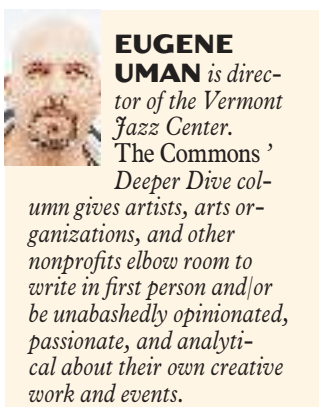 EUGENE
UMAN is direc-
tor of the Vermont
Jazz Center.
The Commons ’
Deeper Dive col-
umn gives artists, arts or-
ganizations, and other
nonprofits elbow room to
write in first person and/or
be unabashedly opinionated,
passionate, and analyti-
cal about their own creative
work and events.